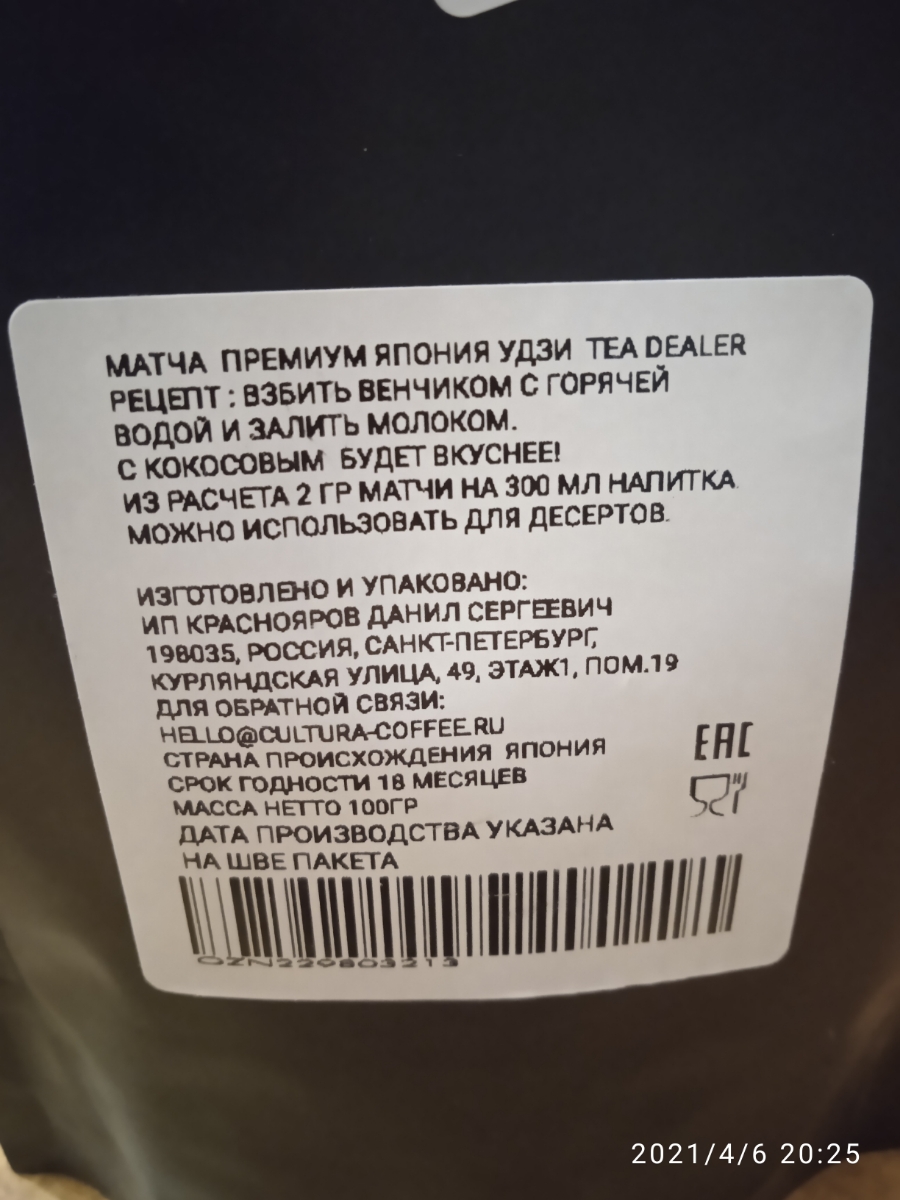 МАТЧА ПРЕМИУМ ЯПОНИЯ УДЗИ TEA DEALER
РЕЦЕПТ : ВЗБИТЬ ВЕНЧИКОМ С ГОРЯЧЕЙ
ВОДОЙ И ЗАЛИТЬ МОЛОКОМ.
С КОКОСОВЫМ БУДЕТ ВКУСНЕЕ!
ИЗ РАСЧЕТА 2 ГР МАТЧИ НА 300 МЛ НАПИТКА
МОЖНО ИСПОЛЬЗОВАТЬ ДЛЯ ДЕСЕРТОВ.
ИЗГОТОВЛЕНО И УПАКОВАНО:
ИП КРАСНОЯРОВ ДАНИЛ СЕРГЕЕВИЧ
198035, РОССИЯ, САНКТ-ПЕТЕРБУРГ,
КУРЛЯНДСКАЯ УЛИЦА, 49, ЭТАЖ1, ПОМ.19
ДЛЯ ОБРАТНОЙ СВЯЗИ:
HELLO@CULTURA-COFFEE.RU
СТРАНА ПРОИСХОЖДЕНИЯ ЯПОНИЯ
СРОК ГОДНОСТИ 18 МЕСЯЦЕВ
МАССА НЕТТО 100ГР
ДАТА ПРОИЗВОДСТВА УКАЗАНА
НА ШВЕ ПАКЕТА
EAC
OZN229803213
2021/4/6 20:25